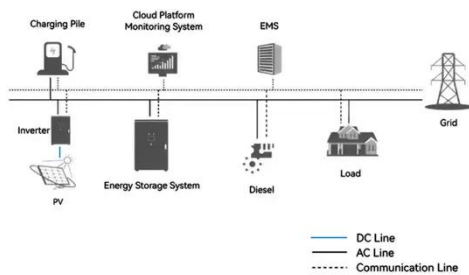 Charging Pile
Cloud Platform
Monitoring System
EMS
Grid
Inverter
PV
Energy Storage System
Diesel
Load
DC Line
AC Line
Communication Line